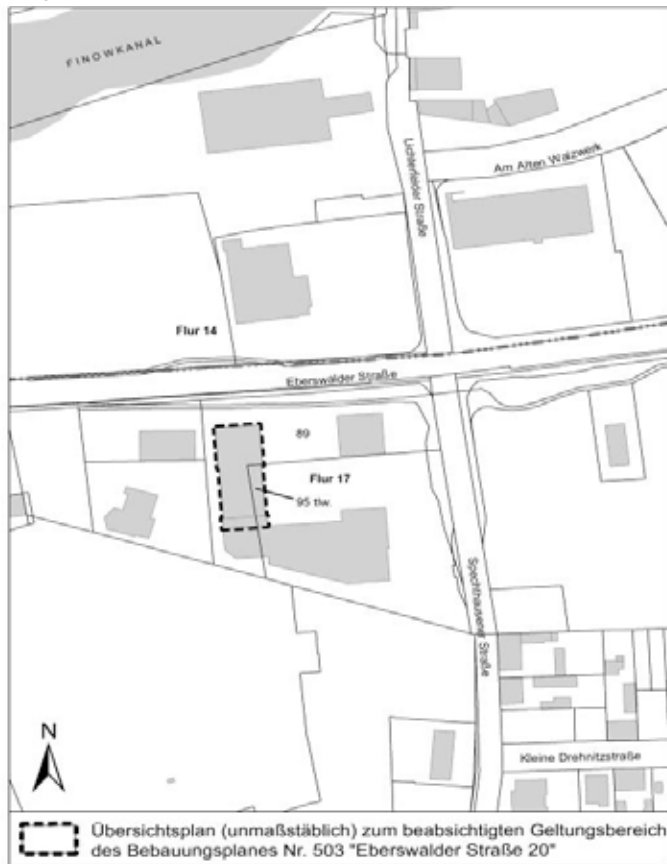 FINOWKANAL
Lichterfelder Straße
Am Alten Walzwerk
Flur 14
Eberswalder Straße
89
Flur 17
95 tlw.
Spechthausener Straße
N
Kleine Drehnitzstraße
Übersichtsplan (unmaßstäblich) zum beabsichtigten Geltungsbereich
des Bebauungsplanes Nr. 503 "Eberswalder Straße 20"